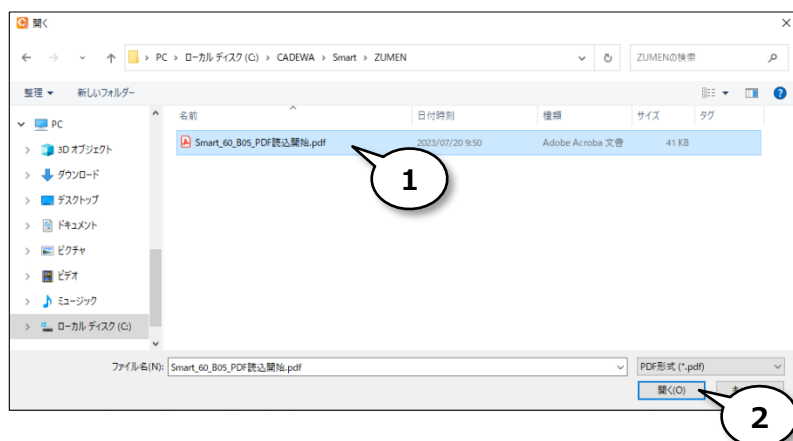 開く
PC > ローカル ディスク (C:) > CADEWA > Smart > ZUMEN
ZUMENの検索
整理 新しいフォルダー
名前 日付時刻 種類 サイズ タグ
Smart_60_B05_PDF読込開始.pdf 2023/07/20 9:50 Adobe Acroba 文書 41 KB
PC
3D オブジェクト
ダウンロード
デスクトップ
ドキュメント
ピクチャ
ビデオ
ミュージック
ローカル ディスク (C:)
1
ファイル名(N): Smart_60_B05_PDF読込開始.pdf PDF形式 (*.pdf)
開く(O)
2